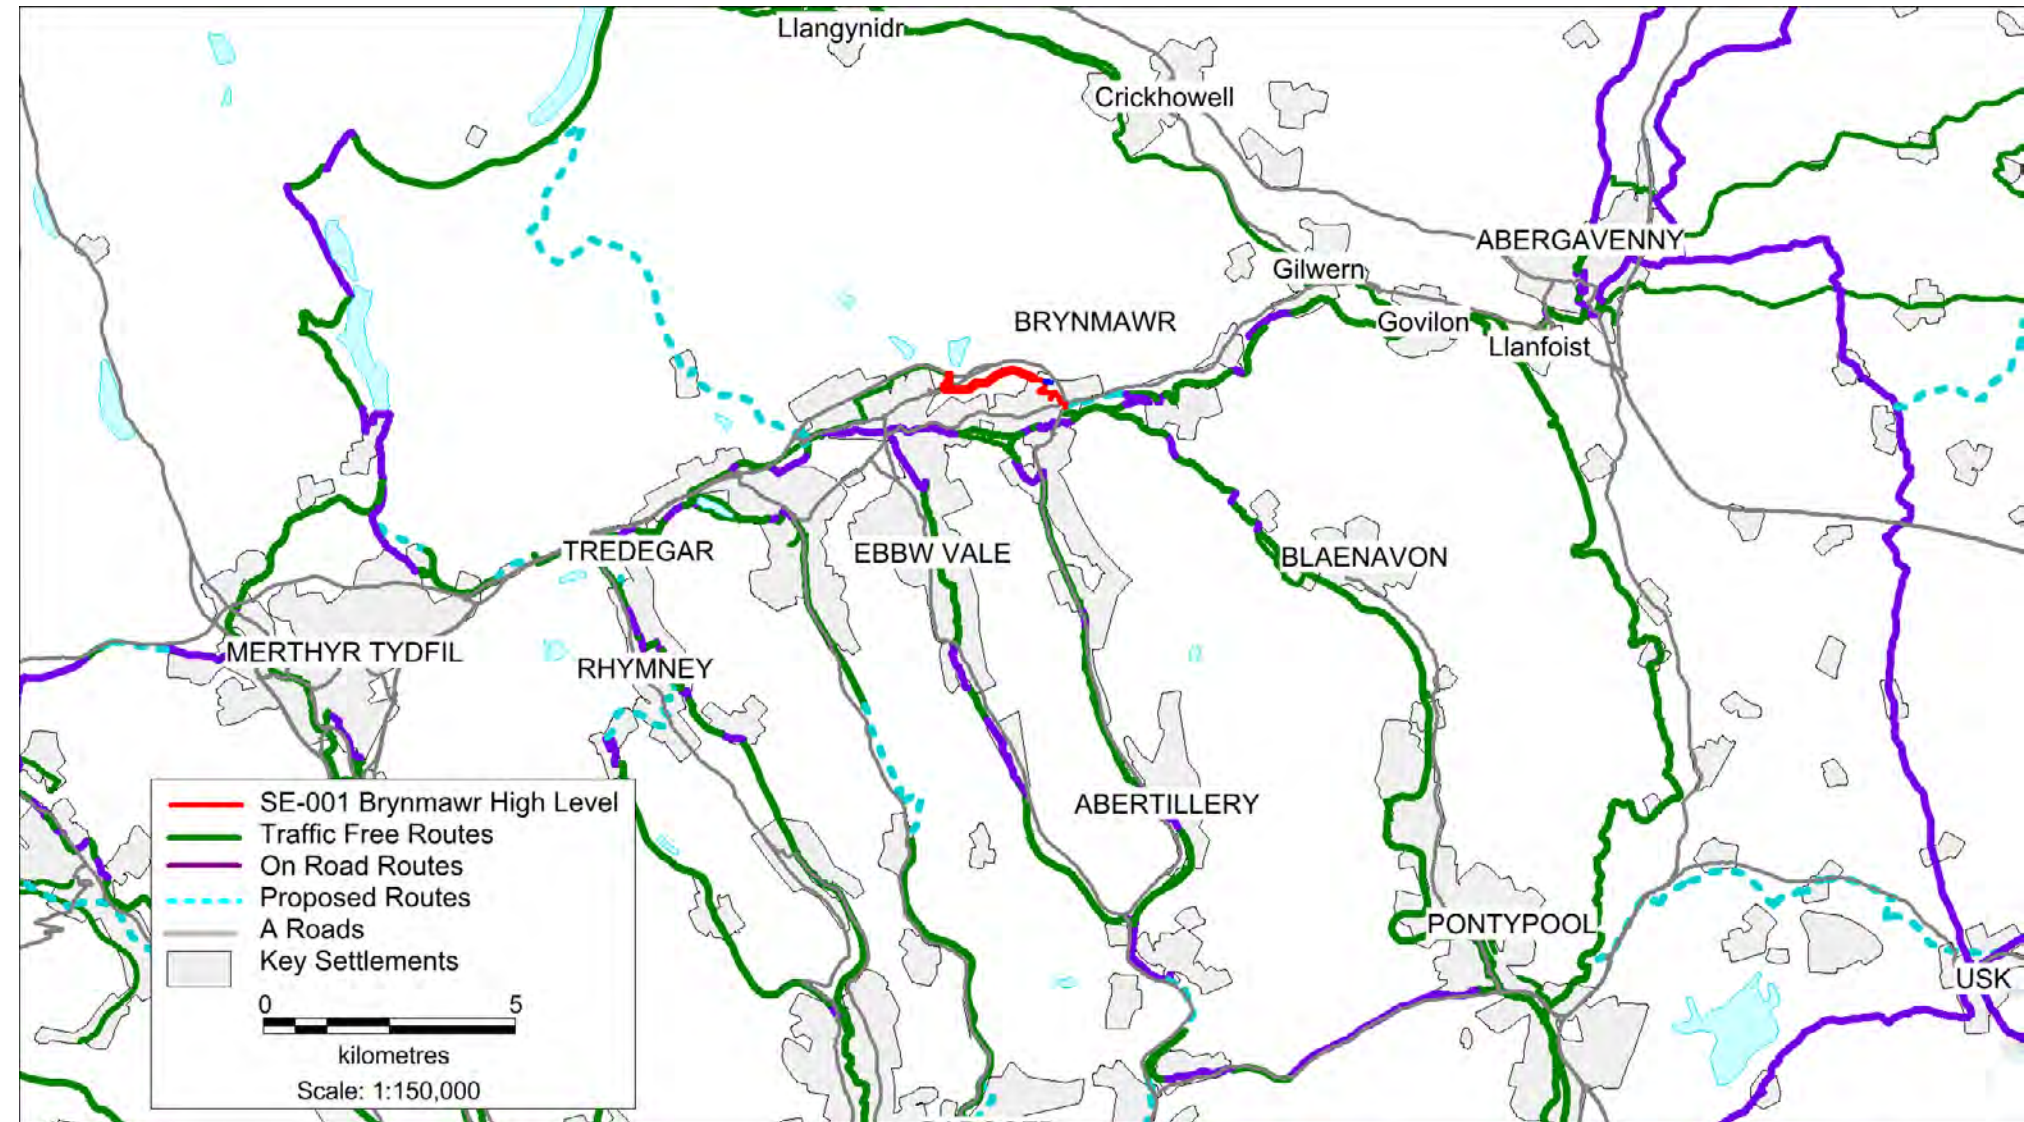 Llangynidr
Crickhowell
ABERGAVENNY
Gilwern
BRYNMAWR
Govilon
Llanfoist
TREDEGAR
EBBW VALE
BLAENAVON
MERTHYR TYDFIL
RHYMNEY
ABERTILLERY
PONTYPOOL
USK
SE-001 Brynmawr High Level
Traffic Free Routes
On Road Routes
Proposed Routes
A Roads
Key Settlements
0 5
kilometres
Scale: 1:150,000